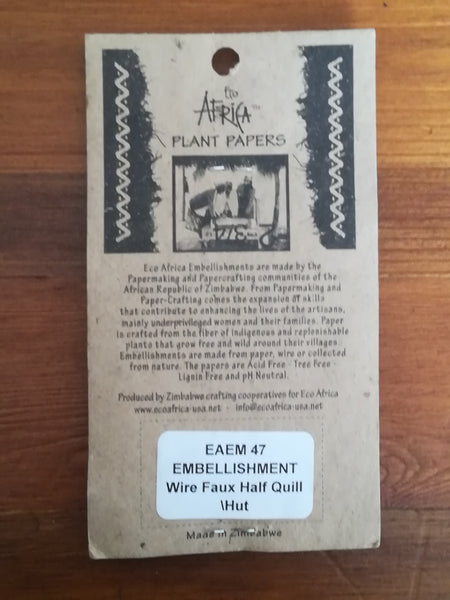 Eco
AFRICA™
PLANT PAPERS
Eco Africa Embellishments are made by the
Papermaking and Papercrafting communities of the
African Republic of Zimbabwe. From Papermaking and
Paper-Crafting comes the expansion of skills
that contribute to enhancing the lives of the artisans,
mainly underprivileged women and their families. Paper
is crafted from the fiber of indigenous and replenishable
plants that grow free and wild around their villages.
Embellishments are made from paper, wire or collected
from nature. The papers are Acid Free - Tree Free -
Lignin Free and pH Neutral.
Produced by Zimbabwe crafting cooperatives for Eco Africa
www.ecoafrica-usa.net - info@ecoafrica-usa.net
EAEM 47
EMBELLISHMENT
Wire Faux Half Quill
\Hut
Made in Zimbabwe